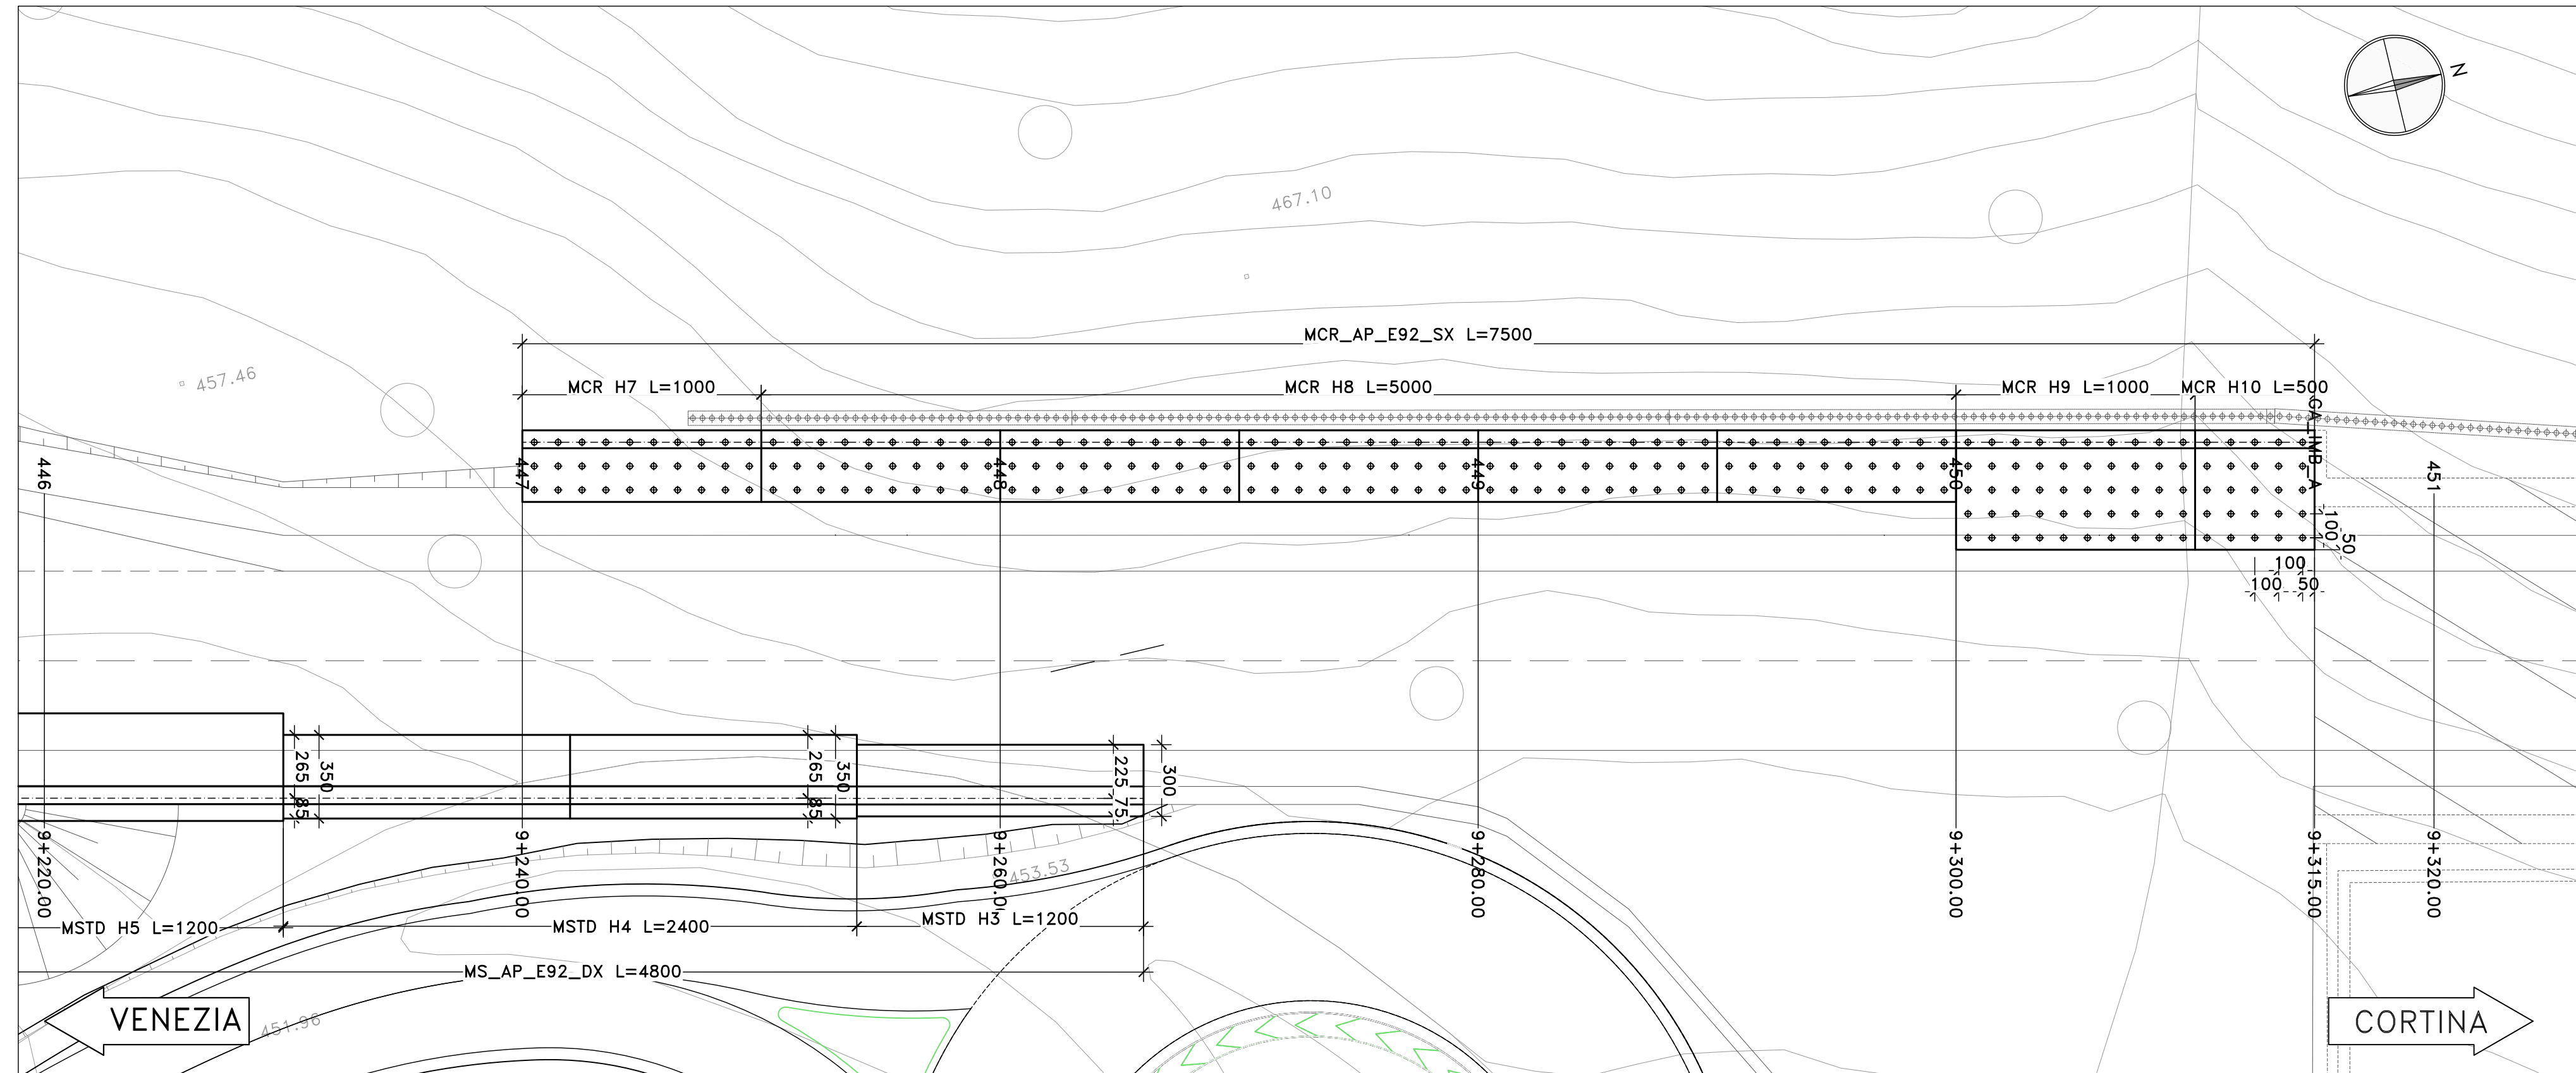 N
467.10
MCR_AP_E92_SX L=7500
457.46
MCR H7 L=1000
MCR H8 L=5000
MCR H9 L=1000
MCR H10 L=500
CA_IMB_A
446
447
448
449
450
451
100
50
100
100
50
265
350
85
265
350
85
225
300
75
9+220.00
9+240.00
9+260.00
9+280.00
9+300.00
9+315.00
9+320.00
453.53
MSTD H5 L=1200
MSTD H4 L=2400
MSTD H3 L=1200
MS_AP_E92_DX L=4800
VENEZIA
451.96
CORTINA